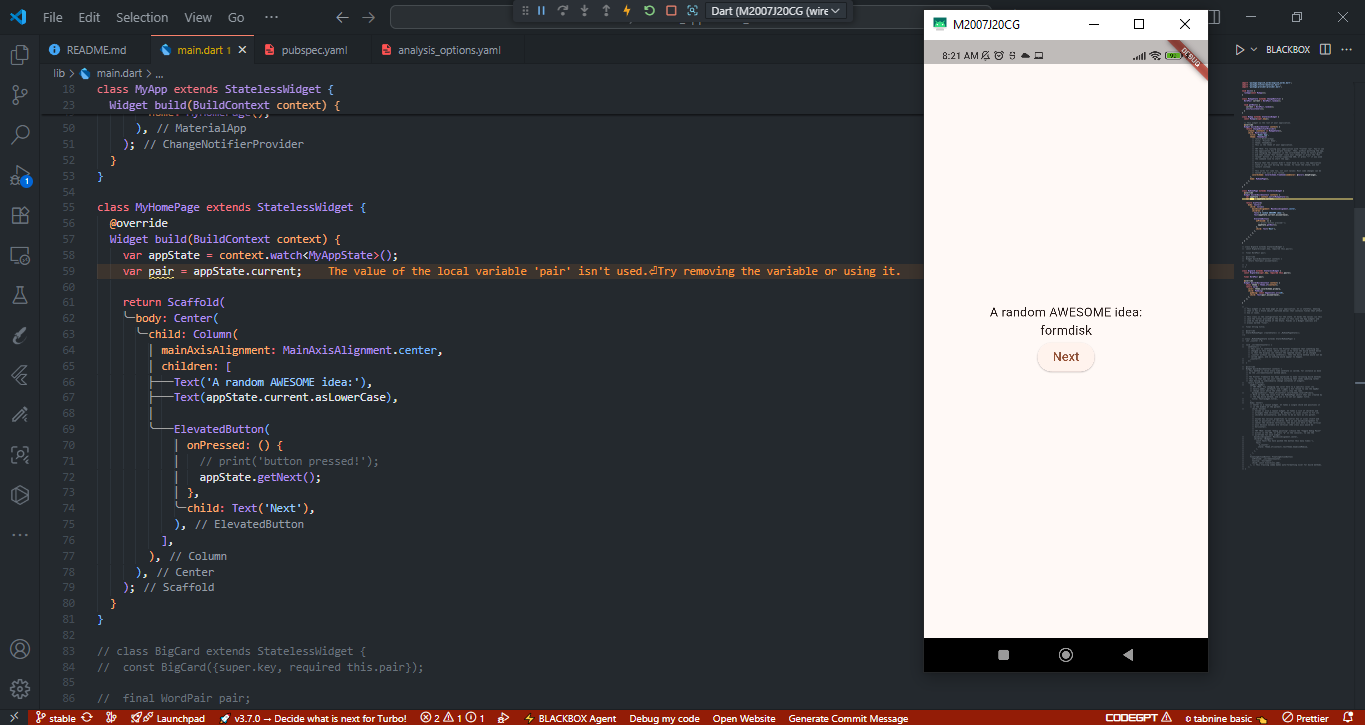 File Edit Selection View Go ···
Dart (M2007J20CG (wire
README.md
main.dart 1
pubspec.yaml
analysis_options.yaml
BLACKBOX
lib > main.dart > ...
18 class MyApp extends StatelessWidget {
23 Widget build(BuildContext context) {
50 ), // MaterialApp
51 ); // ChangeNotifierProvider
52 }
53 }
54
55 class MyHomePage extends StatelessWidget {
56 @override
57 Widget build(BuildContext context) {
58 var appState = context.watch<MyAppState>();
59 var pair = appState.current; The value of the local variable 'pair' isn't used.⏎Try removing the variable or using it.
60
61 return Scaffold(
62 body: Center(
63 child: Column(
64 mainAxisAlignment: MainAxisAlignment.center,
65 children: [
66 Text('A random AWESOME idea:'),
67 Text(appState.current.asLowerCase),
68
69 ElevatedButton(
70 onPressed: () {
71 // print('button pressed!');
72 appState.getNext();
73 },
74 child: Text('Next'),
75 ), // ElevatedButton
76 ],
77 ), // Column
78 ), // Center
79 ); // Scaffold
80 }
81 }
82
83 // class BigCard extends StatelessWidget {
84 // const BigCard({super.key, required this.pair});
85
86 // final WordPair pair;
M2007J20CG
8:21 AM
DEBUG
A random AWESOME idea:
formdisk
Next
1
stable
Launchpad
v3.7.0 → Decide what is next for Turbo!
2 1 1
BLACKBOX Agent
Debug my code
Open Website
Generate Commit Message
CODEGPT
tabnine basic
Prettier